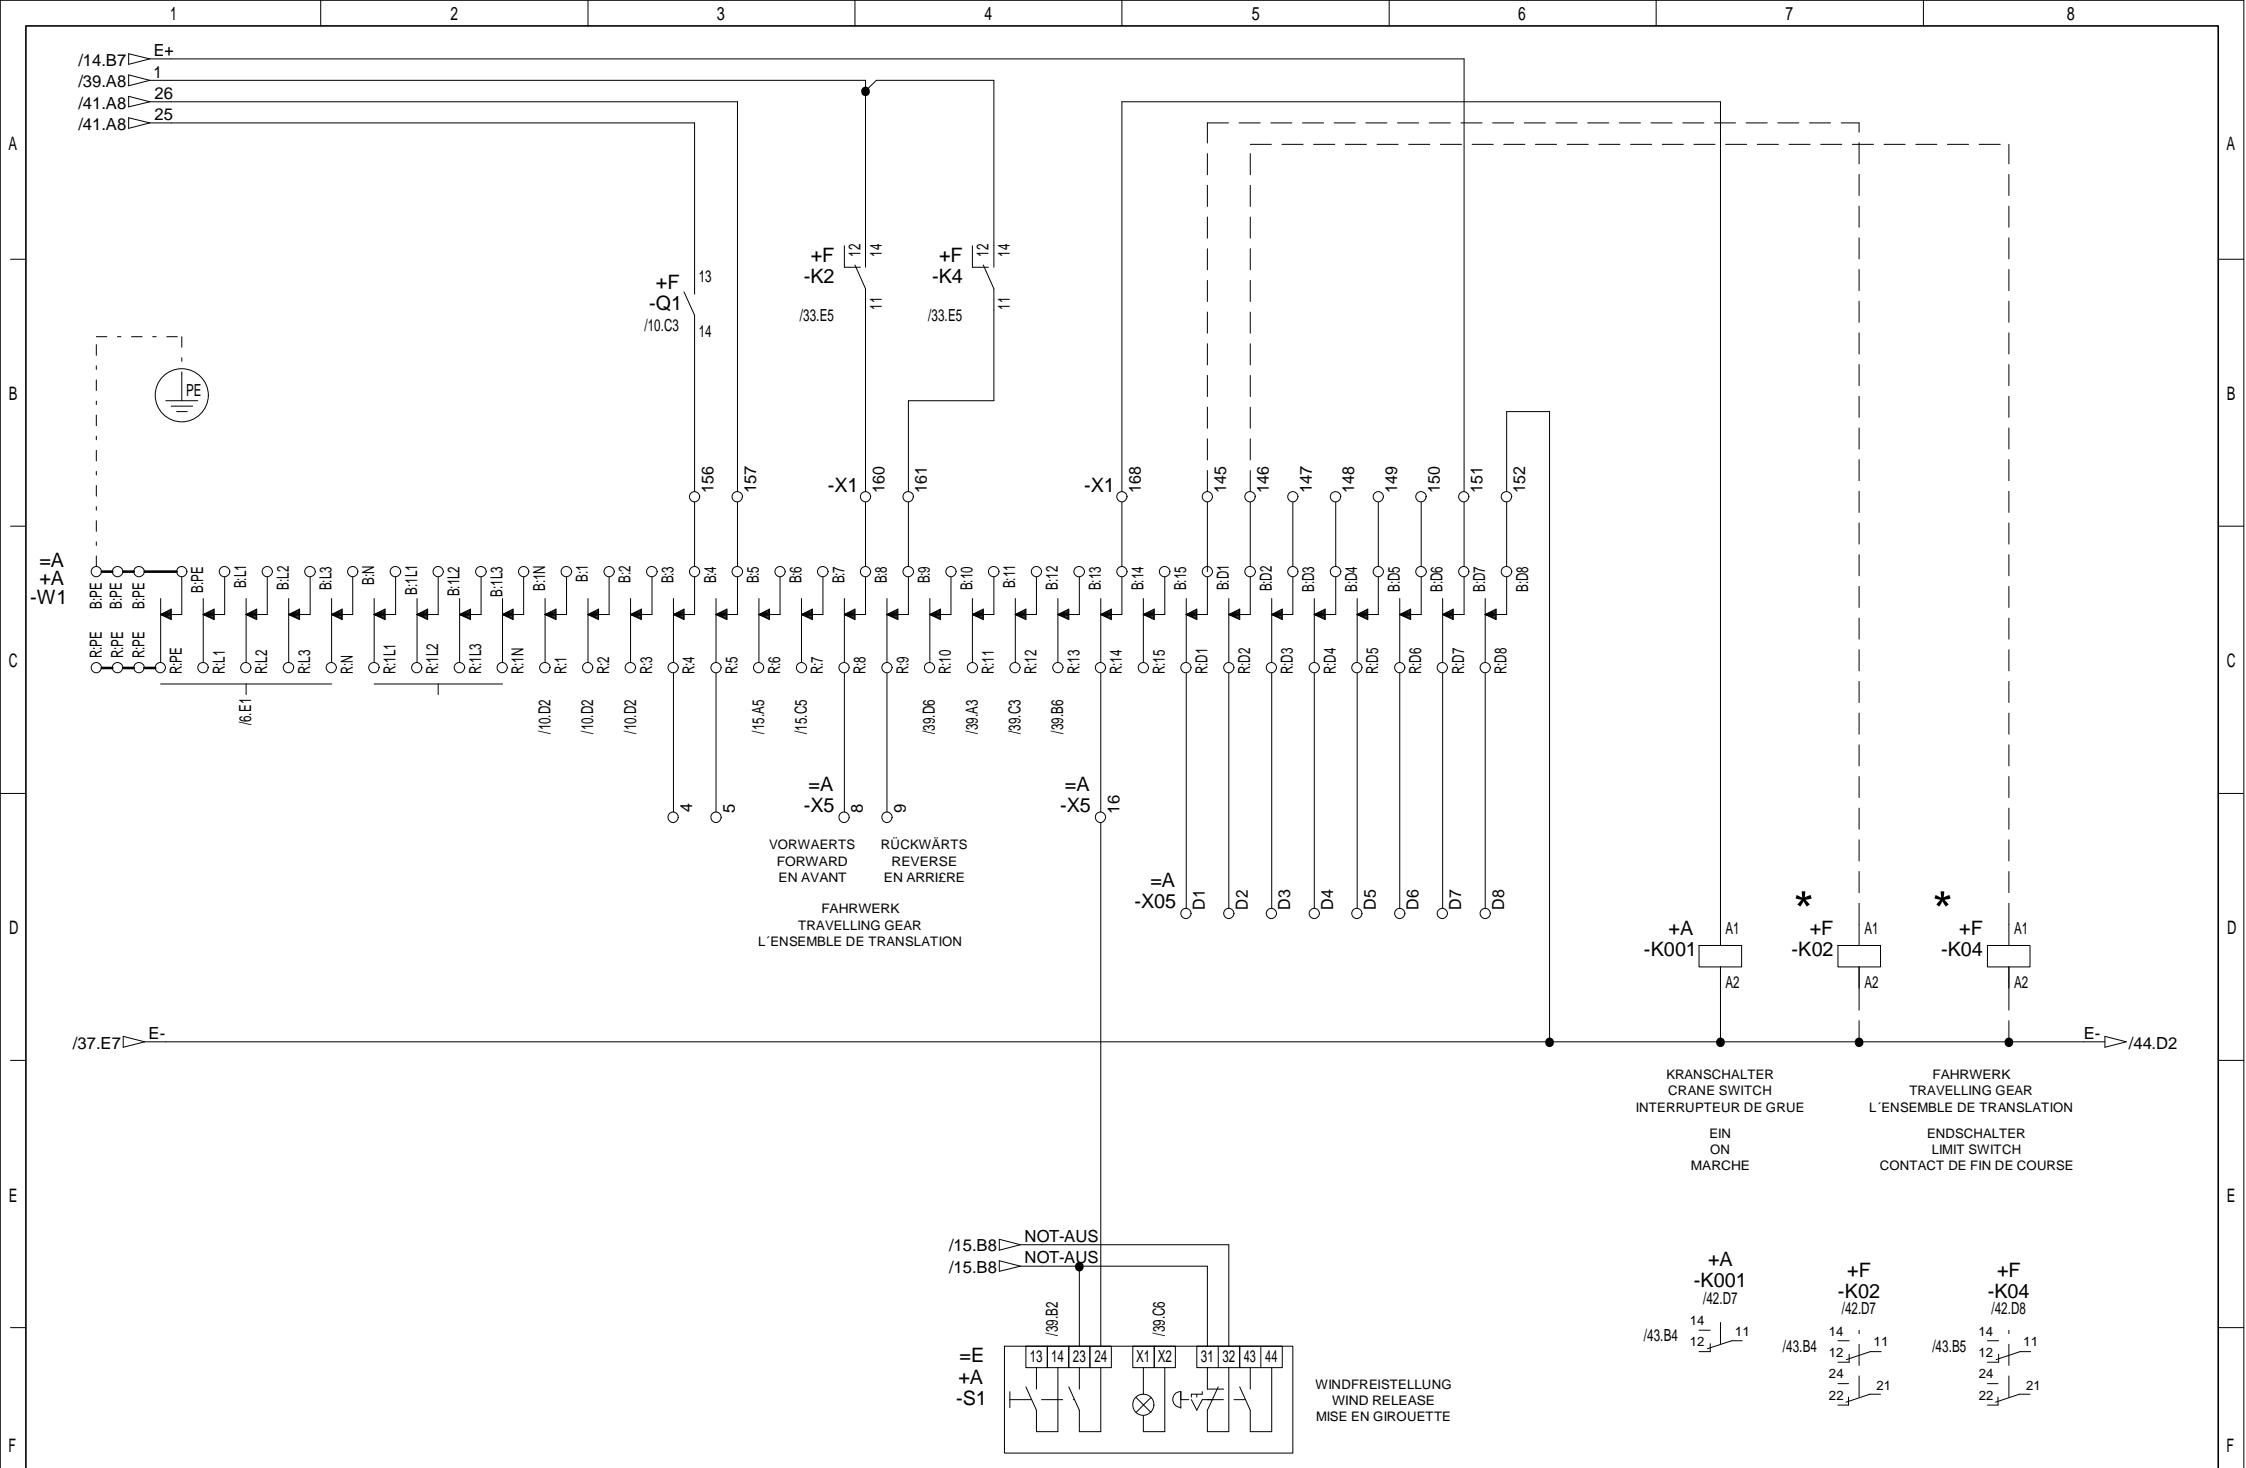 1 2 3 4 5 6 7 8
/14.B7 E+
/39.A8 1
/41.A8 26
/41.A8 25
A A
+F 12 14
-K2
/33.E5 11
+F 12 14
-K4
/33.E5 11
+F 13
-Q1
/10.C3 14
PE
B B
156 157 -X1 160 161 -X1 168 145 146 147 148 149 150 151 152
=A
+A
-W1
B:PE B:PE B:PE B:PE B:L1 B:L2 B:L3 B:N B:1L1 B:1L2 B:1L3 B:1N B:1 B:2 B:3 B:4 B:5 B:6 B:7 B:8 B:9 B:10 B:11 B:12 B:13 B:14 B:15 B:D1 B:D2 B:D3 B:D4 B:D5 B:D6 B:D7 B:D8
R:PE R:PE R:PE R:PE R:L1 R:L2 R:L3 R:N R:1L1 R:1L2 R:1L3 R:1N R:1 R:2 R:3 R:4 R:5 R:6 R:7 R:8 R:9 R:10 R:11 R:12 R:13 R:14 R:15 R:D1 R:D2 R:D3 R:D4 R:D5 R:D6 R:D7 R:D8
C C
/6.E1 /10.D2 /10.D2 /10.D2 /15.A5 /15.C5 /39.D6 /39.A3 /39.C3 /39.B6
4 5
=A
-X5 8 9
=A
-X5 16
VORWAERTS
FORWARD
EN AVANT
RÜCKWÄRTS
REVERSE
EN ARRI£RE
FAHRWERK
TRAVELLING GEAR
L´ENSEMBLE DE TRANSLATION
=A
-X05 D1 D2 D3 D4 D5 D6 D7 D8
D D
+A A1
-K001
A2
*
+F A1
-K02
A2
*
+F A1
-K04
A2
/37.E7 E- E- /44.D2
KRANSCHALTER
CRANE SWITCH
INTERRUPTEUR DE GRUE
EIN
ON
MARCHE
FAHRWERK
TRAVELLING GEAR
L´ENSEMBLE DE TRANSLATION
ENDSCHALTER
LIMIT SWITCH
CONTACT DE FIN DE COURSE
E E
/15.B8 NOT-AUS
/15.B8 NOT-AUS
/39.B2 /39.C6
=E
+A
-S1
13 14 23 24 X1 X2 31 32 43 44
WINDFREISTELLUNG
WIND RELEASE
MISE EN GIROUETTE
+A
-K001
/42.D7
/43.B4 14 12 11
+F
-K02
/42.D7
/43.B4 14 12 11
24 22 21
+F
-K04
/42.D8
/43.B5 14 12 11
24 22 21
F F